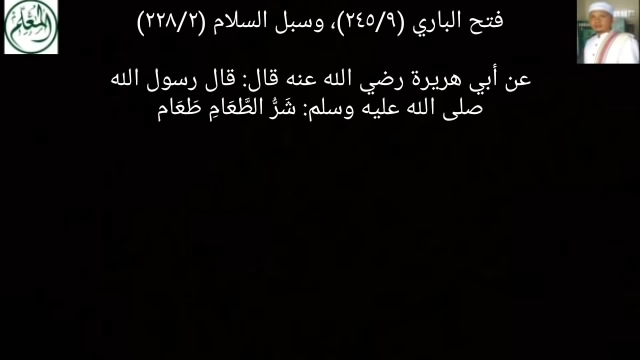 فتح الباري (٢٤٥/٩)، وسبل السلام (٢٢٨/٢)
عن أبي هريرة رضي الله عنه قال: قال رسول الله
صلى الله عليه وسلم: شَرُّ الطَّعَامِ طَعَام